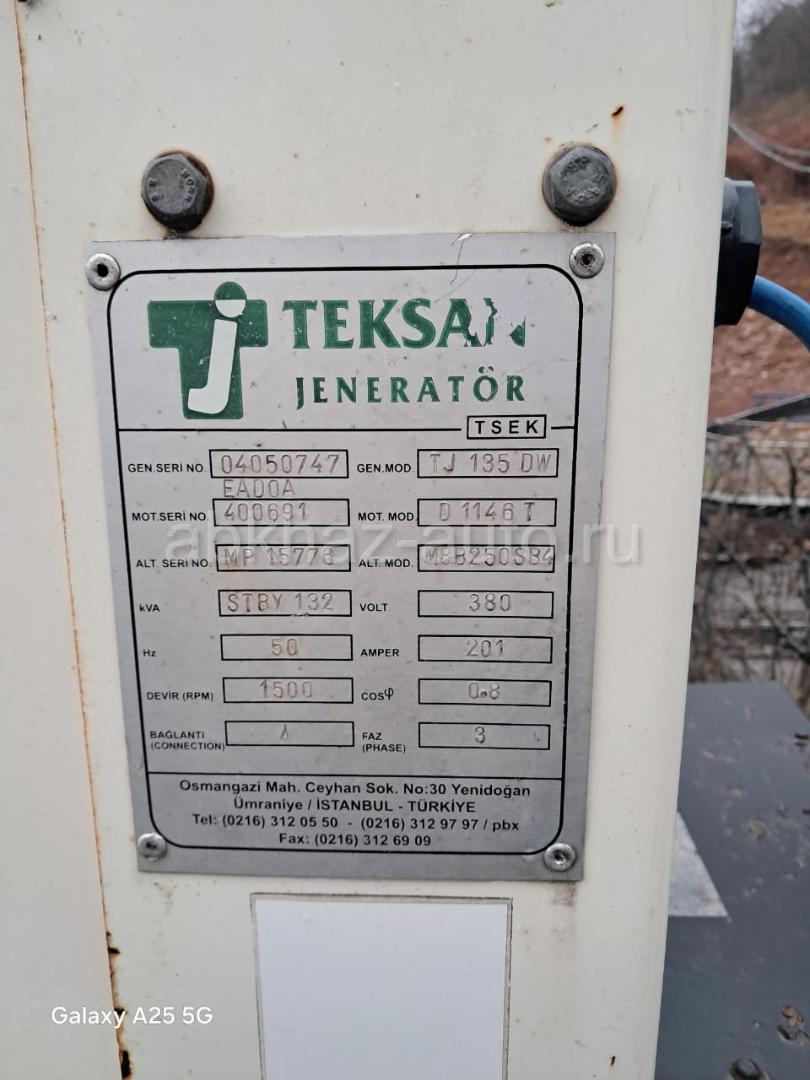 TEKSAN
JENERATÖR
TSEK
GEN.SERİ NO. 04050747 GEN.MOD. TJ 135 DW
EAD0A
MOT.SERİ NO. 400691 MOT. MOD. D 1146 T
ALT. SERİ NO. MP 15776 ALT. MOD. M8B250SB4
kVA STBY 132 VOLT 380
Hz 50 AMPER 201
DEVİR (RPM) 1500 COSφ 0.8
BAĞLANTI
(CONNECTION) FAZ
(PHASE) 3
Osmangazi Mah. Ceyhan Sok. No:30 Yenidoğan
Ümraniye / İSTANBUL - TÜRKİYE
Tel: (0216) 312 05 50 - (0216) 312 97 97 / pbx
Fax: (0216) 312 69 09
abkhaz-auto.ru
Galaxy A25 5G